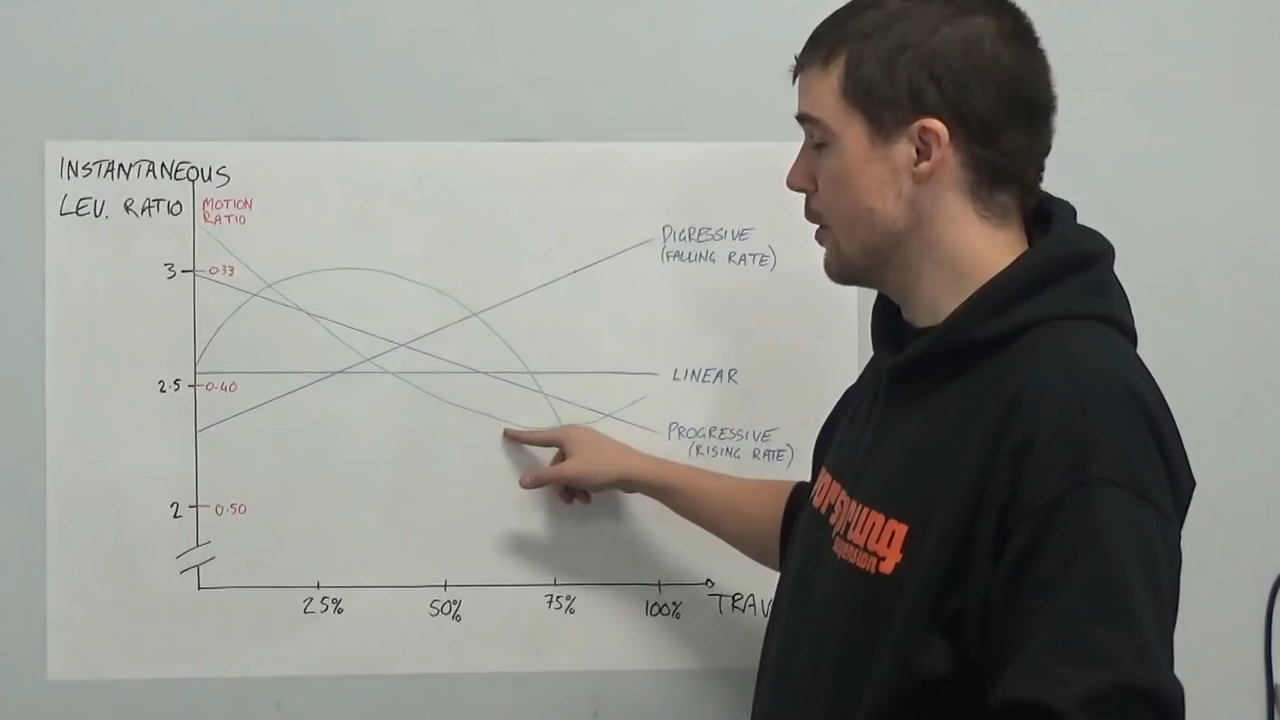 INSTANTANEOUS
LEV. RATIO
MOTION
RATIO
3
0.33
2.5
0.40
2
0.50
DIGRESSIVE
(FALLING RATE)
LINEAR
PROGRESSIVE
(RISING RATE)
25%
50%
75%
100%
TRAV
vorsprung
suspension